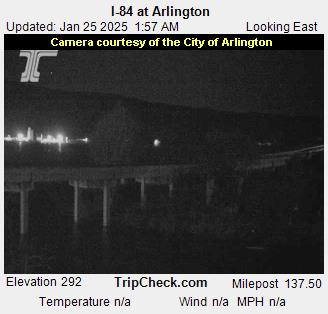 I-84 at Arlington
Updated: Jan 25 2025 1:57 AM Looking East
Camera courtesy of the City of Arlington
Elevation 292 TripCheck.com Milepost 137.50
Temperature n/a Wind n/a MPH n/a